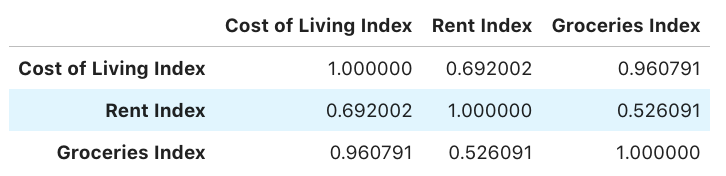 Cost of Living Index Rent Index Groceries Index
Cost of Living Index 1.000000 0.692002 0.960791
Rent Index 0.692002 1.000000 0.526091
Groceries Index 0.960791 0.526091 1.000000